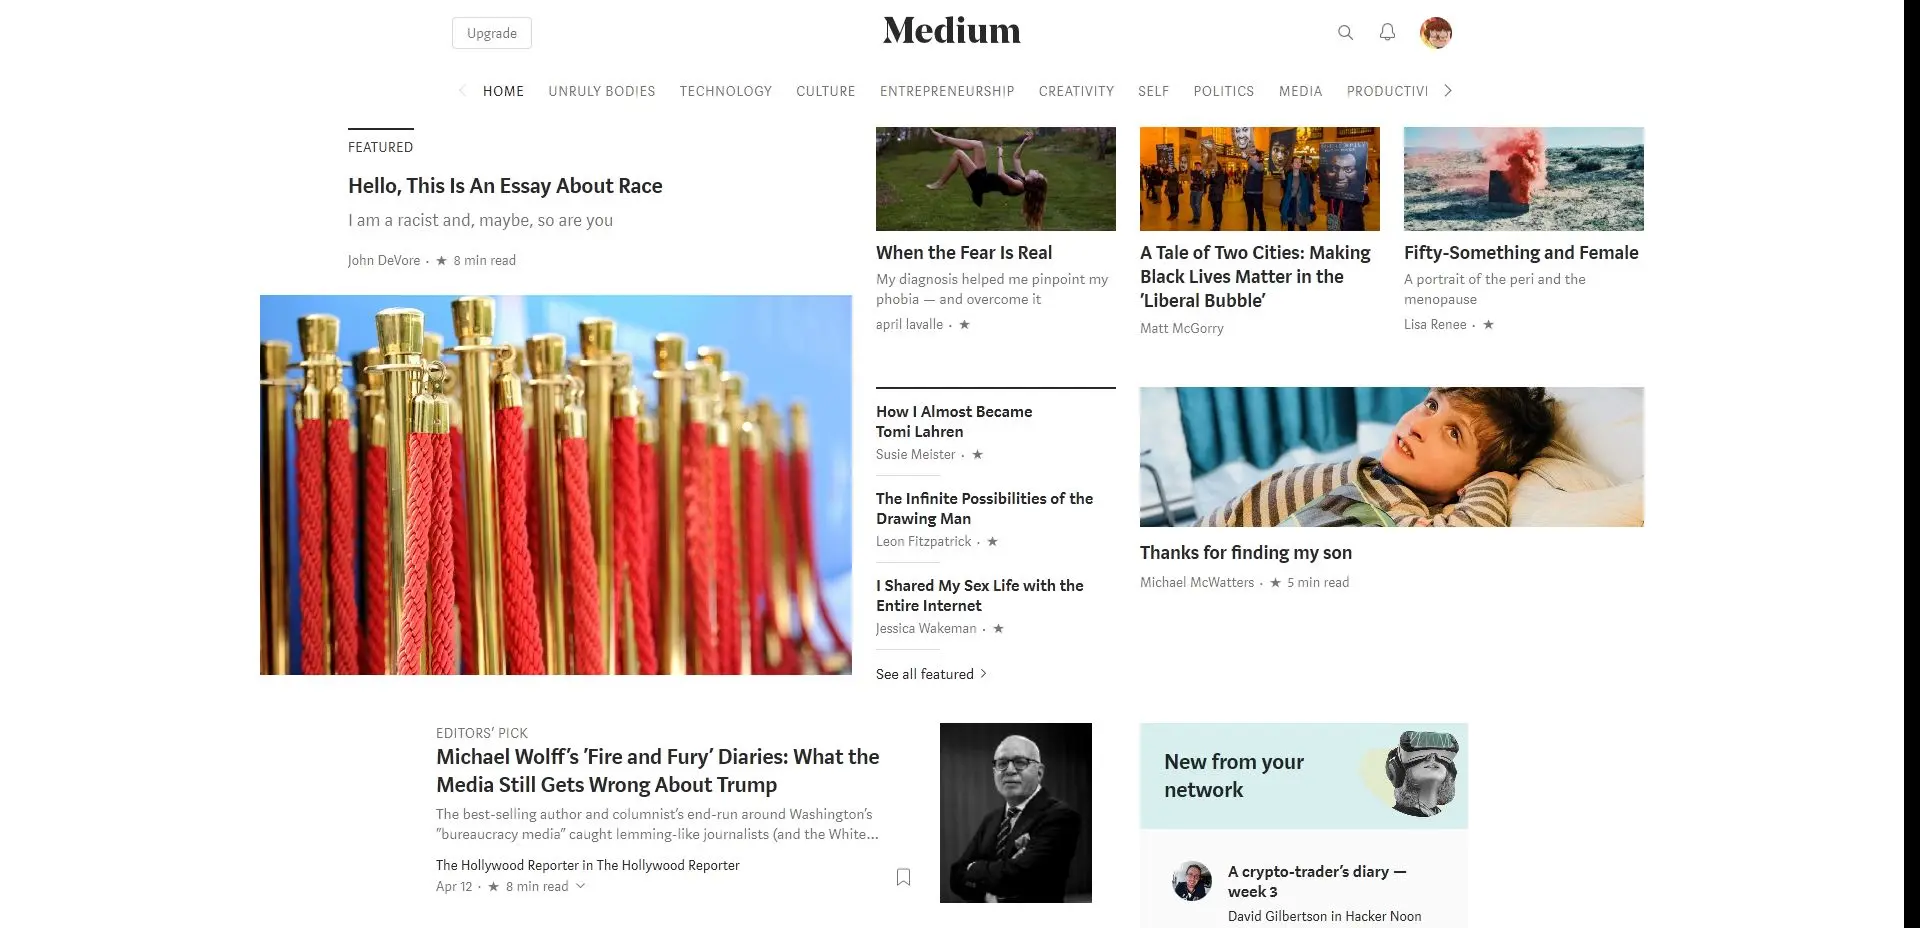 Upgrade
Medium
HOME
UNRULY BODIES
TECHNOLOGY
CULTURE
ENTREPRENEURSHIP
CREATIVITY
SELF
POLITICS
MEDIA
PRODUCTIVI
FEATURED
Hello, This Is An Essay About Race
I am a racist and, maybe, so are you
John DeVore · ★ 8 min read
When the Fear Is Real
My diagnosis helped me pinpoint my
phobia — and overcome it
april lavalle · ★
A Tale of Two Cities: Making
Black Lives Matter in the
'Liberal Bubble'
Matt McGorry
Fifty-Something and Female
A portrait of the peri and the
menopause
Lisa Renee · ★
How I Almost Became
Tomi Lahren
Susie Meister · ★
The Infinite Possibilities of the
Drawing Man
Leon Fitzpatrick · ★
I Shared My Sex Life with the
Entire Internet
Jessica Wakeman · ★
See all featured
Thanks for finding my son
Michael McWatters · ★ 5 min read
EDITORS' PICK
Michael Wolff's 'Fire and Fury' Diaries: What the
Media Still Gets Wrong About Trump
The best-selling author and columnist's end-run around Washington's
"bureaucracy media" caught lemming-like journalists (and the White...
The Hollywood Reporter in The Hollywood Reporter
Apr 12 · ★ 8 min read
New from your
network
A crypto-trader's diary —
week 3
David Gilbertson in Hacker Noon